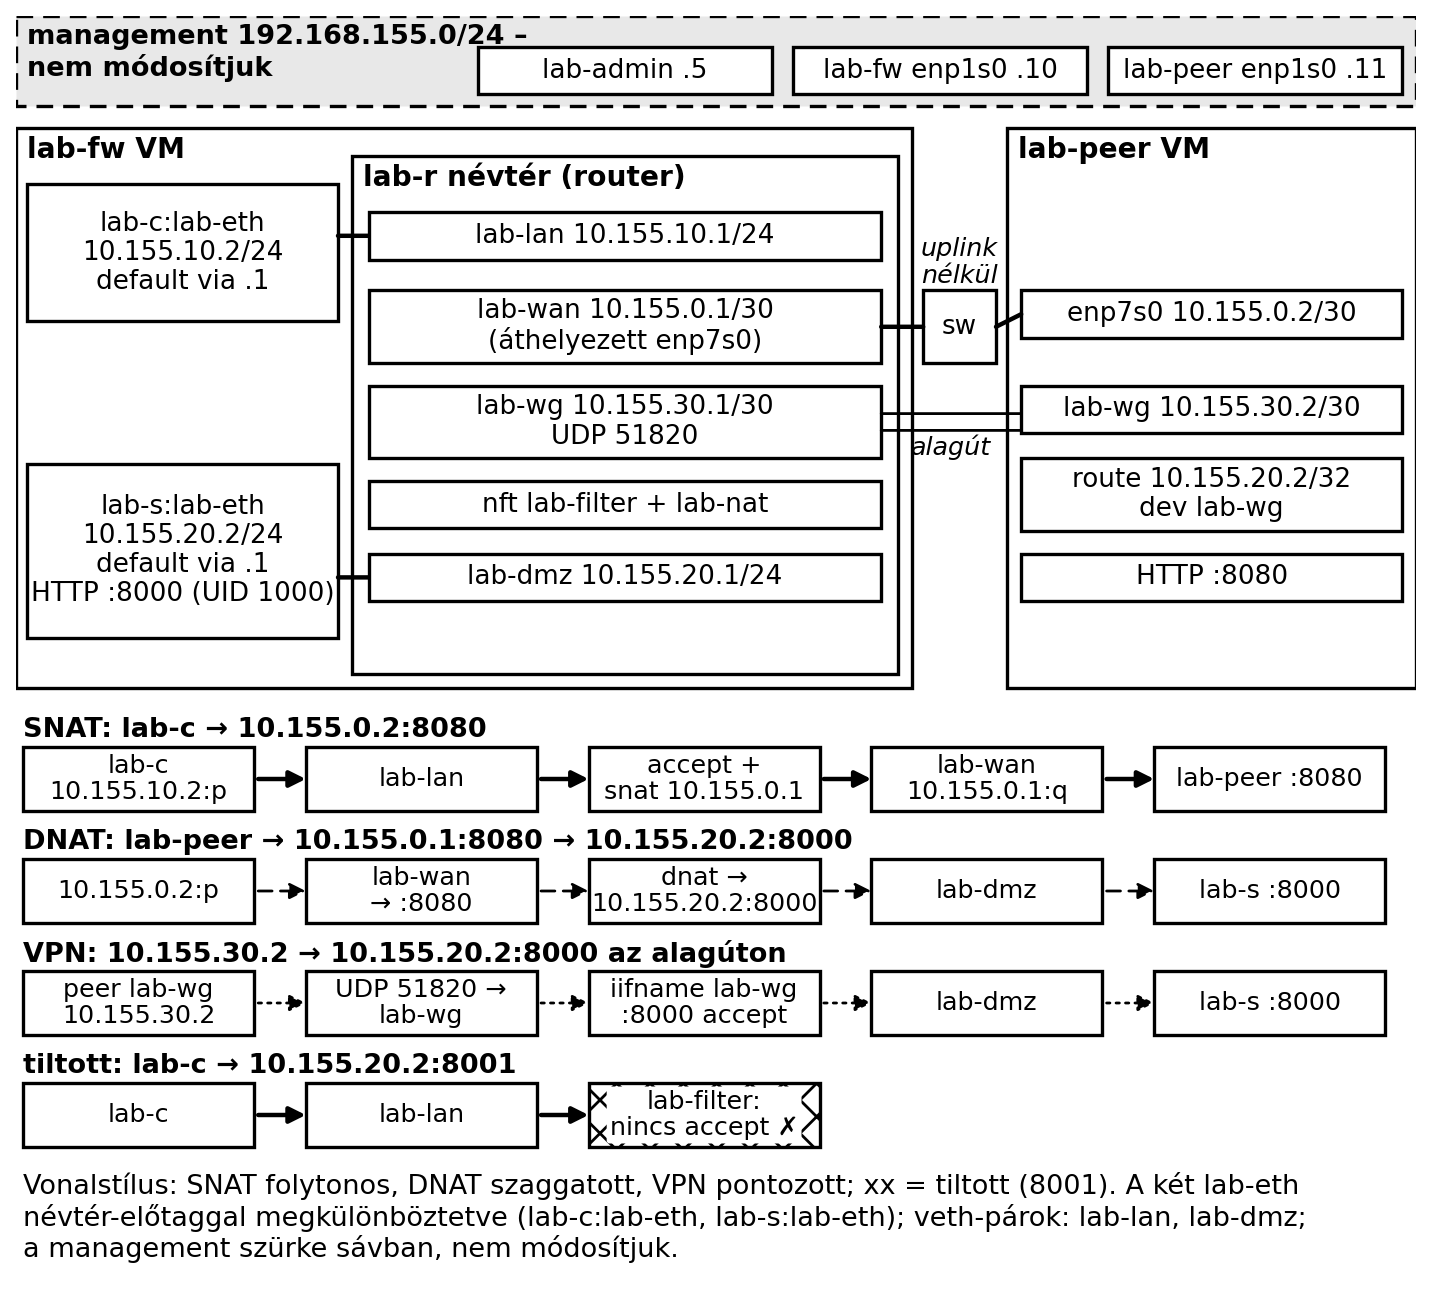 management 192.168.155.0/24 –
nem módosítjuk
lab-admin .5
lab-fw enp1s0 .10
lab-peer enp1s0 .11
lab-fw VM
lab-c:lab-eth
10.155.10.2/24
default via .1
lab-s:lab-eth
10.155.20.2/24
default via .1
HTTP :8000 (UID 1000)
lab-r névtér (router)
lab-lan 10.155.10.1/24
lab-wan 10.155.0.1/30
(áthelyezett enp7s0)
lab-wg 10.155.30.1/30
UDP 51820
nft lab-filter + lab-nat
lab-dmz 10.155.20.1/24
uplink
nélkül
sw
alagút
lab-peer VM
enp7s0 10.155.0.2/30
lab-wg 10.155.30.2/30
route 10.155.20.2/32
dev lab-wg
HTTP :8080
SNAT: lab-c → 10.155.0.2:8080
lab-c
10.155.10.2:p
lab-lan
accept +
snat 10.155.0.1
lab-wan
10.155.0.1:q
lab-peer :8080
DNAT: lab-peer → 10.155.0.1:8080 → 10.155.20.2:8000
10.155.0.2:p
lab-wan
→ :8080
dnat →
10.155.20.2:8000
lab-dmz
lab-s :8000
VPN: 10.155.30.2 → 10.155.20.2:8000 az alagúton
peer lab-wg
10.155.30.2
UDP 51820 →
lab-wg
iifname lab-wg
:8000 accept
lab-dmz
lab-s :8000
tiltott: lab-c → 10.155.20.2:8001
lab-c
lab-lan
lab-filter:
nincs accept ✗
Vonalstílus: SNAT folytonos, DNAT szaggatott, VPN pontozott; xx = tiltott (8001). A két lab-eth
névtér-előtaggal megkülönböztetve (lab-c:lab-eth, lab-s:lab-eth); veth-párok: lab-lan, lab-dmz;
a management szürke sávban, nem módosítjuk.